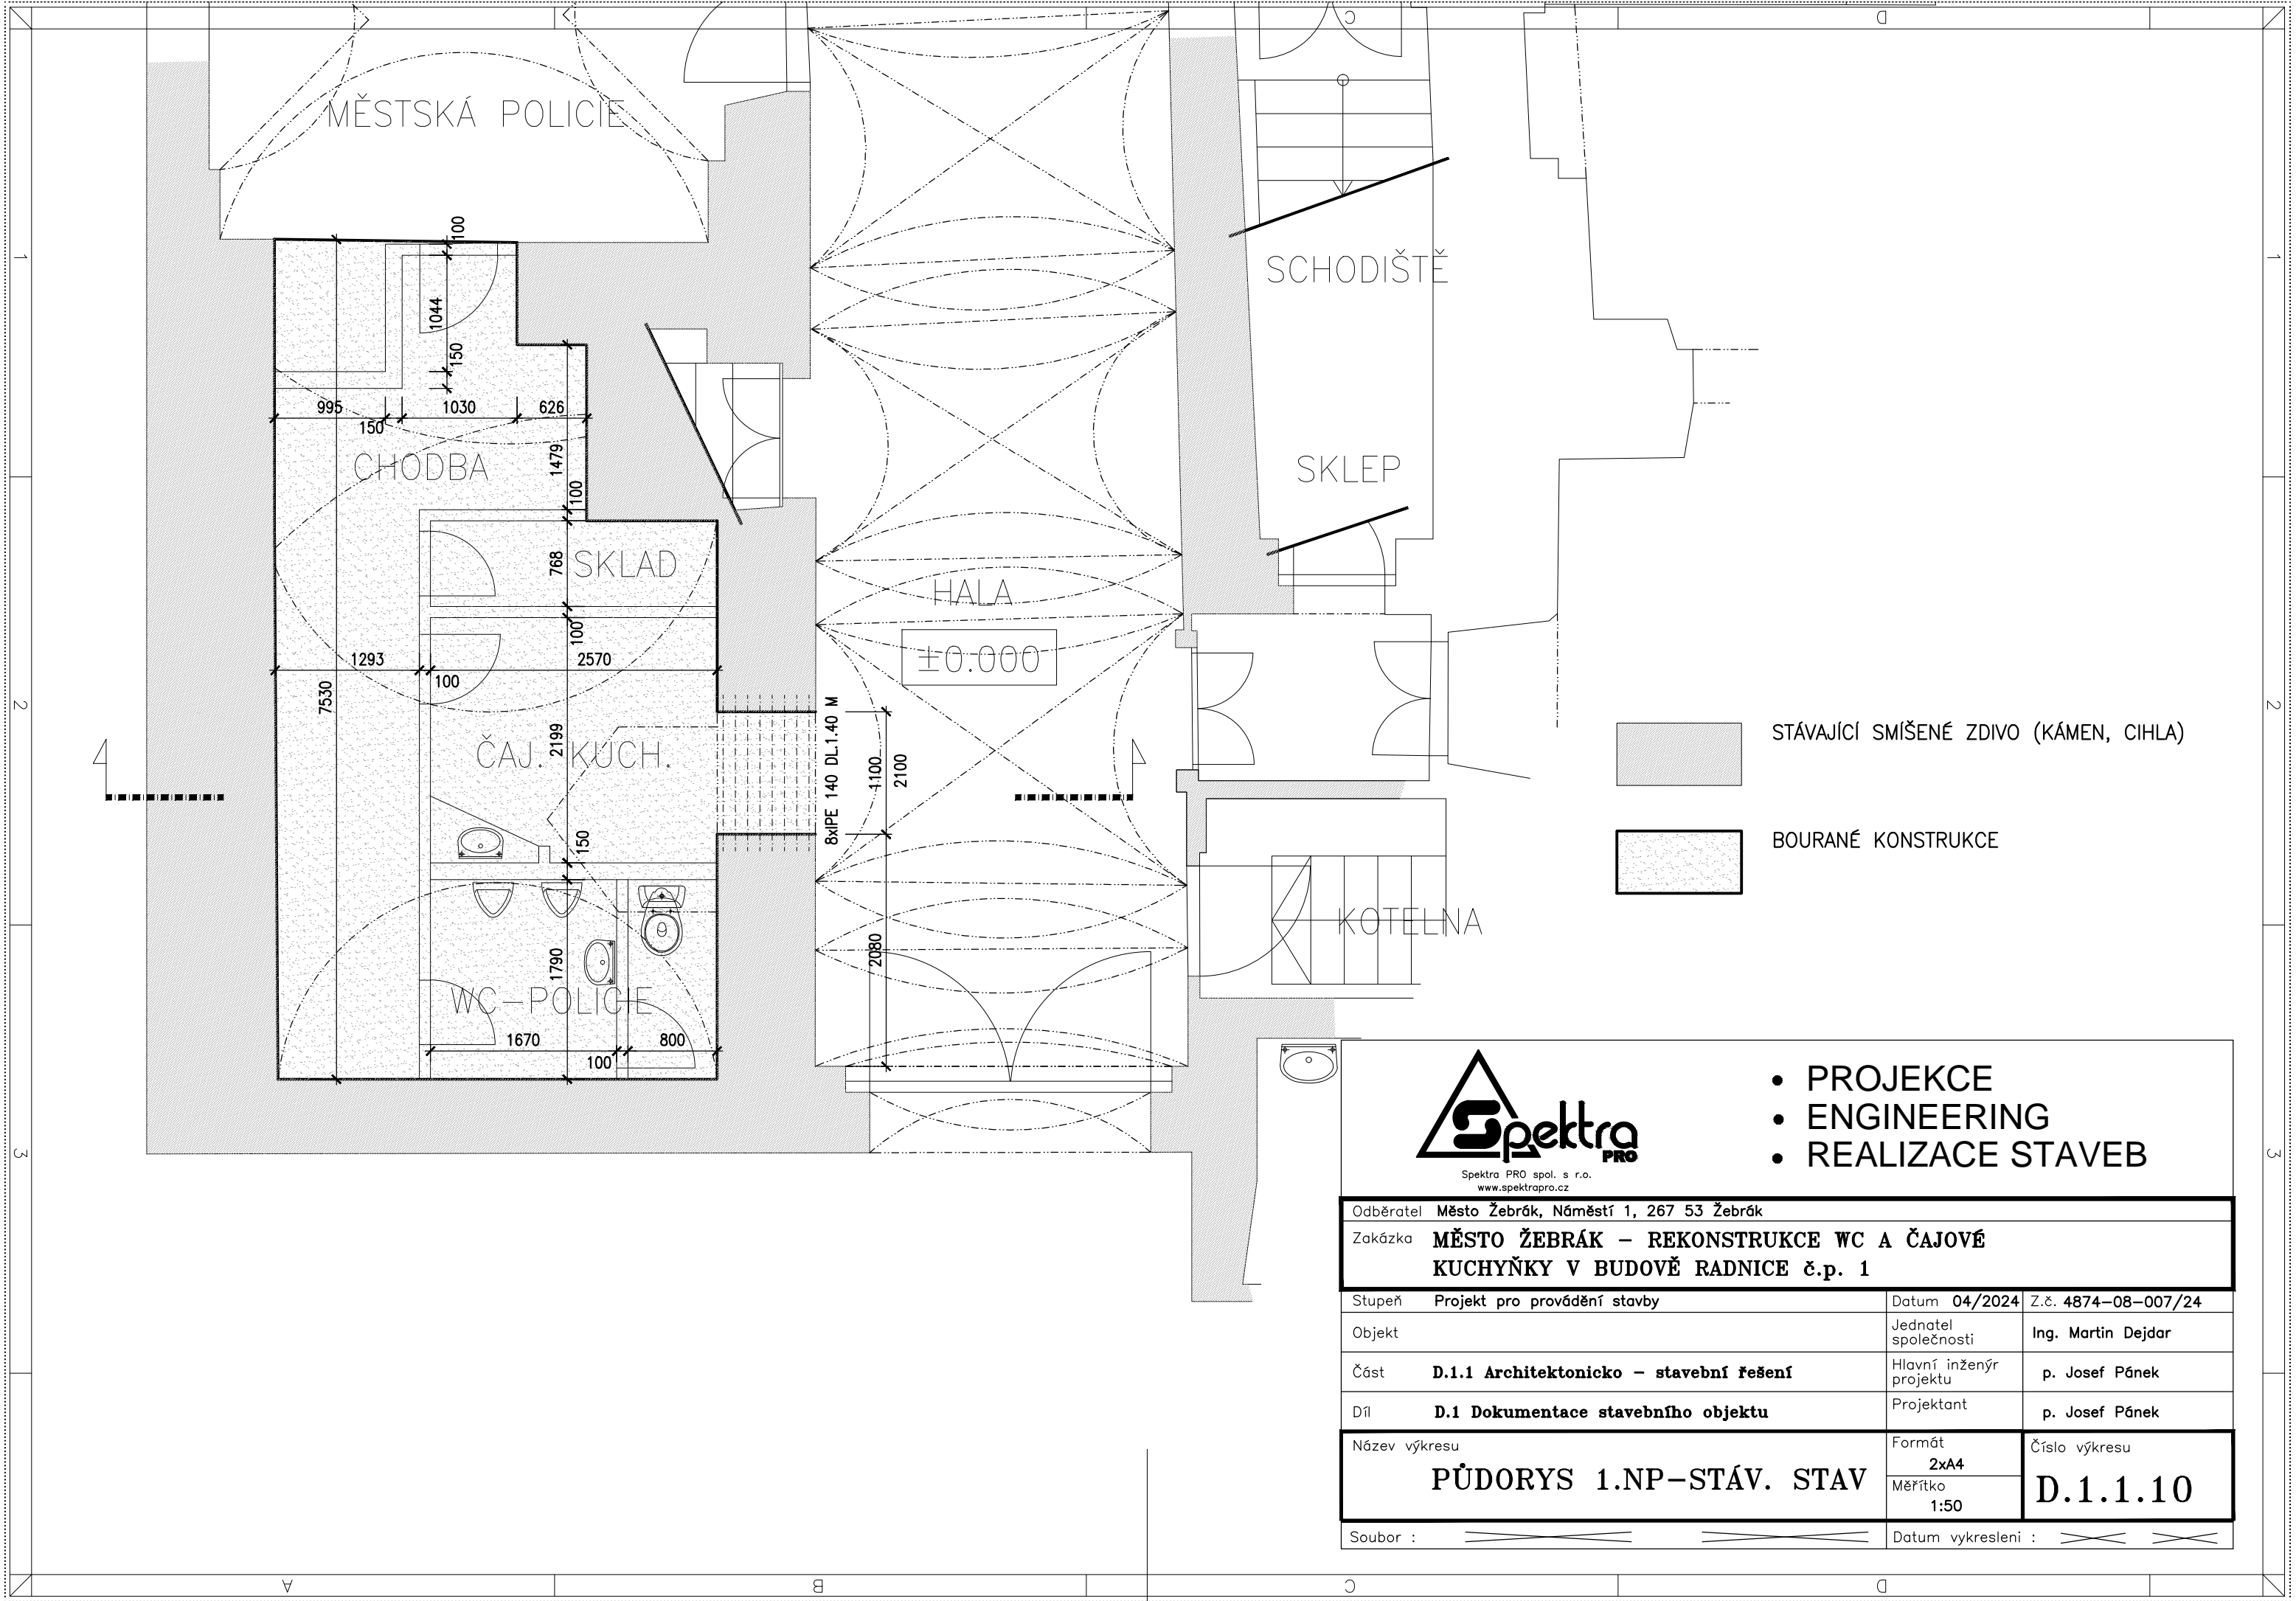 C
D
MĚSTSKÁ POLICIE
100
1
1
1044
SCHODIŠTĚ
150
995
150
1030
626
CHODBA
1479
100
SKLEP
768
SKLAD
HALA
100
±0.000
1293
100
2570
7530
2
2
8xIPE 140 DL.1.40 M
1100
2100
2199
ČAJ. KUCH.
STÁVAJÍCÍ SMÍŠENÉ ZDIVO (KÁMEN, CIHLA)
150
BOURANÉ KONSTRUKCE
KOTELNA
2080
1790
WC-POLICIE
1670
100
800
3
3
Spektra
PRO
Spektra PRO spol. s r.o.
www.spektrapro.cz
• PROJEKCE
• ENGINEERING
• REALIZACE STAVEB
Odběratel Město Žebrák, Náměstí 1, 267 53 Žebrák
Zakázka MĚSTO ŽEBRÁK – REKONSTRUKCE WC A ČAJOVÉ
KUCHYŇKY V BUDOVĚ RADNICE č.p. 1
Stupeň Projekt pro provádění stavby
Datum 04/2024 Z.č. 4874-08-007/24
Objekt
Jednatel
společnosti
Ing. Martin Dejdar
Část D.1.1 Architektonicko – stavební řešení
Hlavní inženýr
projektu
p. Josef Pánek
Díl D.1 Dokumentace stavebního objektu
Projektant
p. Josef Pánek
Název výkresu
PŮDORYS 1.NP-STÁV. STAV
Formát
2xA4
Měřítko
1:50
Číslo výkresu
D.1.1.10
Soubor :
Datum vykresleni :
A
B
C
D